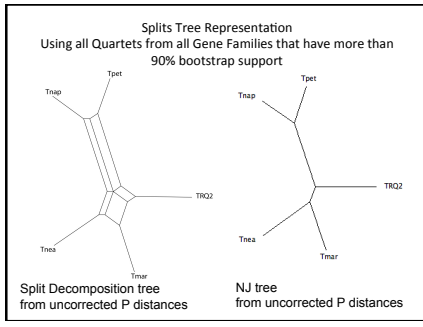 Splits Tree Representation
Using all Quartets from all Gene Families that have more than
90% bootstrap support
Tpet
Tnap
TRQ2
Tnea
Tmar
Split Decomposition tree
from uncorrected P distances
Tpet
Tnap
TRQ2
Tnea
Tmar
NJ tree
from uncorrected P distances